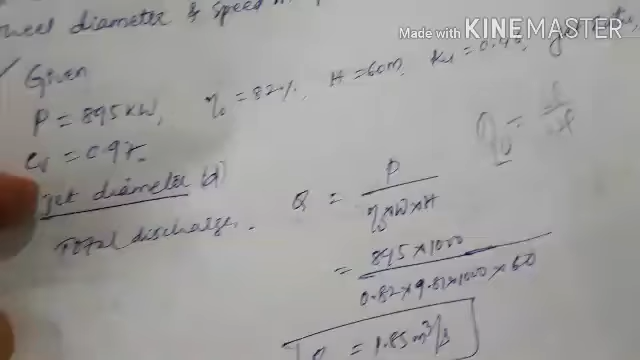 Made with KINEMASTER
wheel diameter & speed
Given
P = 895 KW, η₀ = 82%, H = 60m, Ku = 0.45,
Cv = 0.97.
Jet diameter (d)
Total discharge. Q = P / η₀×W×H
= 895×1000 / 0.82×9.81×1000×60
Q = 1.85 m³/s
η₀ =